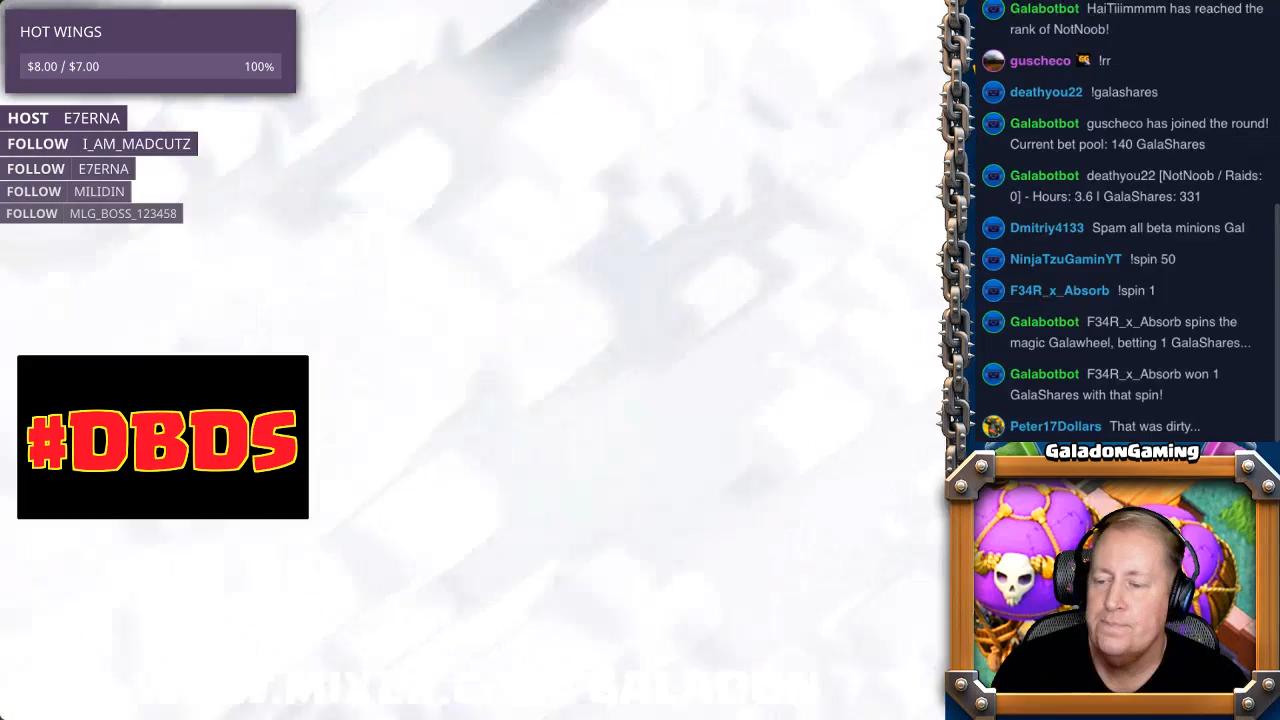 HOT WINGS
$8.00 / $7.00 100%
HOST E7ERNA
FOLLOW I_AM_MADCUTZ
FOLLOW E7ERNA
FOLLOW MILIDIN
FOLLOW MLG_BOSS_123458
#DBDS
Galabotbot HaiTiiimmmm has reached the
rank of NotNoob!
guscheco !rr
deathyou22 !galashares
Galabotbot guscheco has joined the round!
Current bet pool: 140 GalaShares
Galabotbot deathyou22 [NotNoob / Raids:
0] - Hours: 3.6 | GalaShares: 331
Dmitriy4133 Spam all beta minions Gal
NinjaTzuGaminYT !spin 50
F34R_x_Absorb !spin 1
Galabotbot F34R_x_Absorb spins the
magic Galawheel, betting 1 GalaShares...
Galabotbot F34R_x_Absorb won 1
GalaShares with that spin!
Peter17Dollars That was dirty...
GaladonGaming